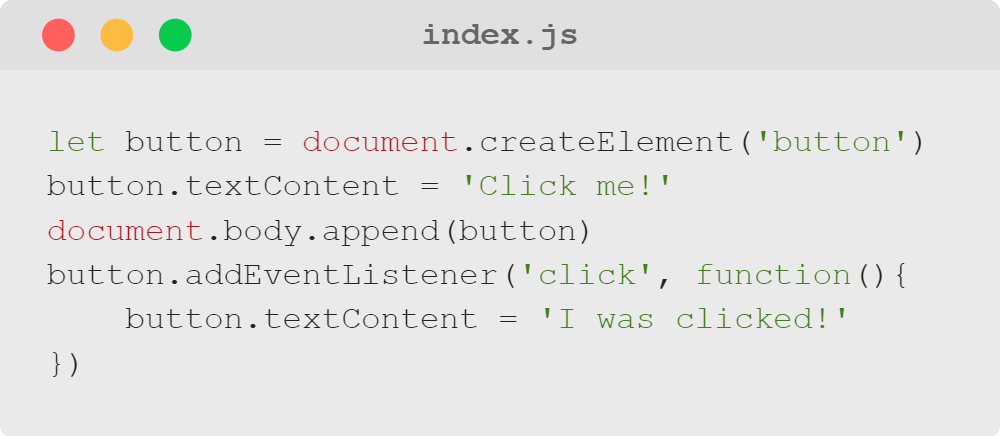 index.js
let button = document.createElement('button')
button.textContent = 'Click me!'
document.body.append(button)
button.addEventListener('click', function(){
    button.textContent = 'I was clicked!'
})